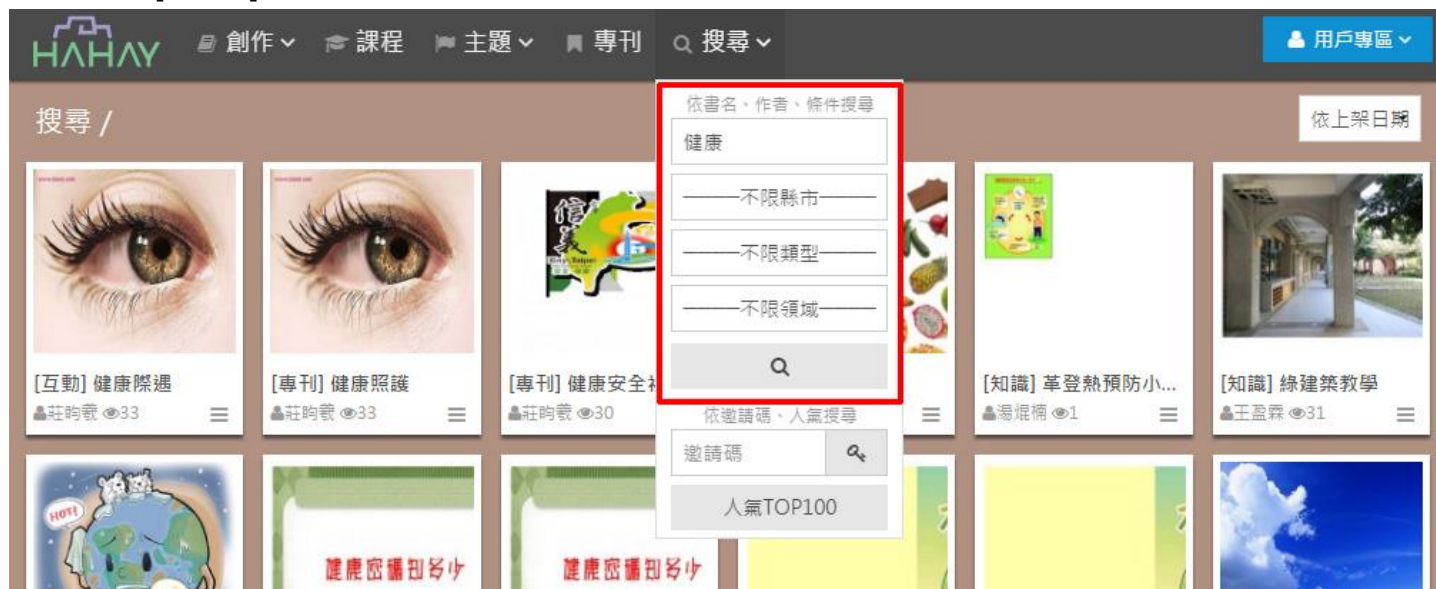 HAHAY 創作 課程 主題 專刊 搜尋 用戶專區
搜尋 /
依上架日期
依書名、作者、條件搜尋
健康
———不限縣市———
———不限類型———
———不限領域———
依邀請碼、人氣搜尋
邀請碼
人氣TOP100
[互動] 健康際遇
莊昀羲 33
[專刊] 健康照護
莊昀羲 33
[專刊] 健康安全
莊昀羲 30
[知識] 革登熱預防小...
湯焜楠 1
[知識] 綠建築教學
王盈霖 31
HOT!
健康密碼知多少
健康密碼知多少